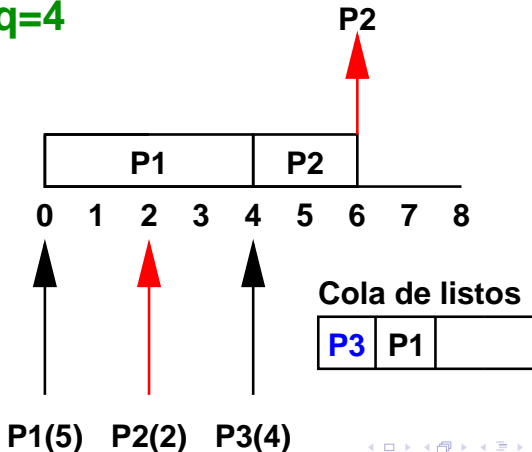 q=4
P2
P1 P2
0 1 2 3 4 5 6 7 8
Cola de listos
P3 P1
P1(5) P2(2) P3(4)